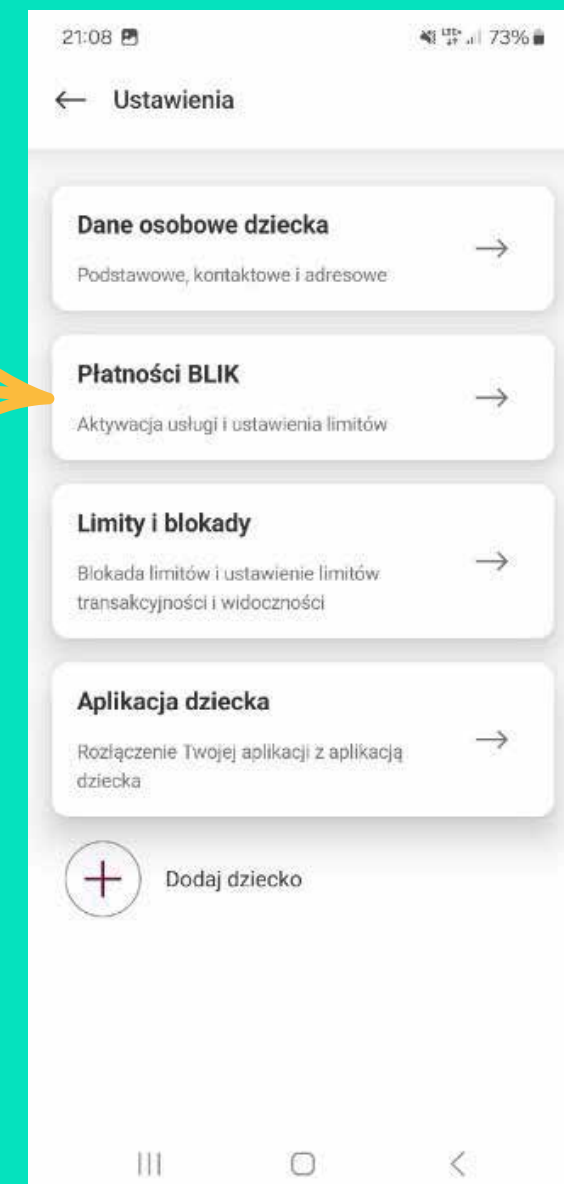 21:08
73%
Ustawienia
Dane osobowe dziecka
Podstawowe, kontaktowe i adresowe
Płatności BLIK
Aktywacja usługi i ustawienia limitów
Limity i blokady
Blokada limitów i ustawienie limitów
transakcyjności i widoczności
Aplikacja dziecka
Rozłączenie Twojej aplikacji z aplikacją
dziecka
Dodaj dziecko